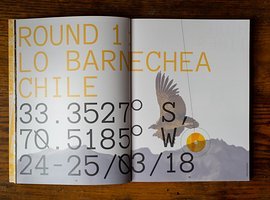 ROUND 1.
LO BARNECHEA
CHILE
33.3527° S,
70.5185° W
24-25/03/18